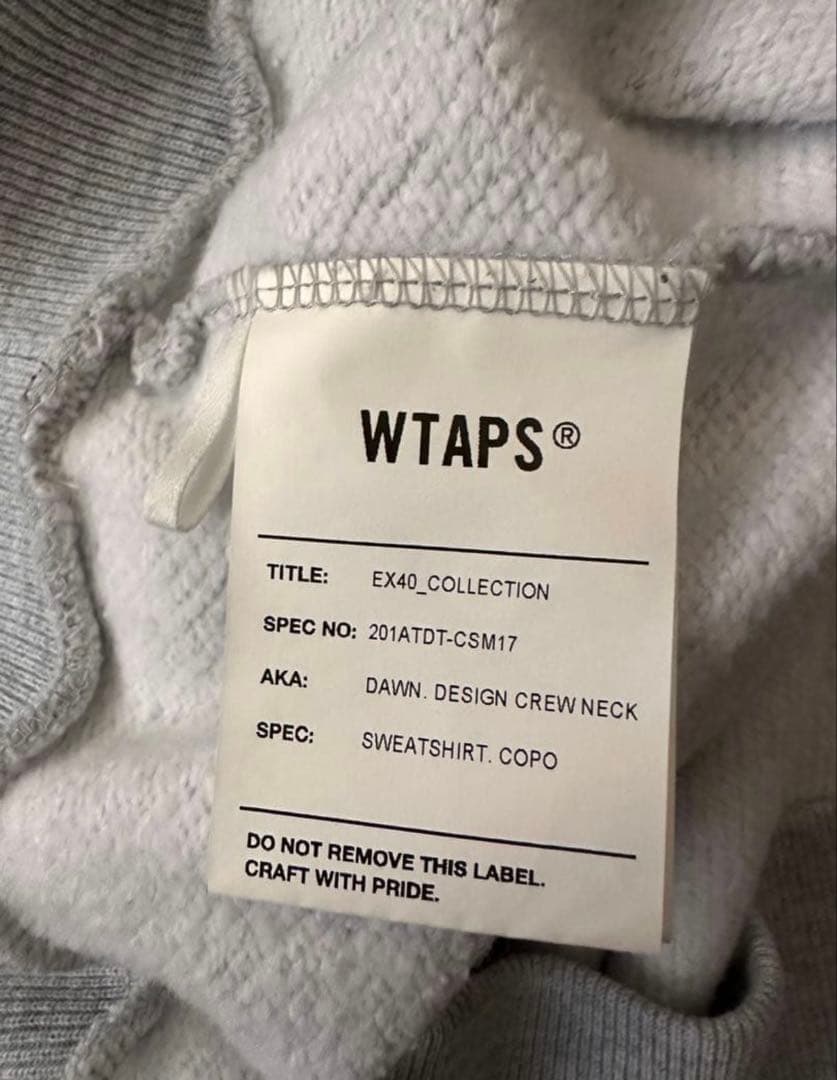 WTAPS®
TITLE: EX40_COLLECTION
SPEC NO: 201ATDT-CSM17
AKA: DAWN. DESIGN CREW NECK
SPEC: SWEATSHIRT. COPO
DO NOT REMOVE THIS LABEL.
CRAFT WITH PRIDE.